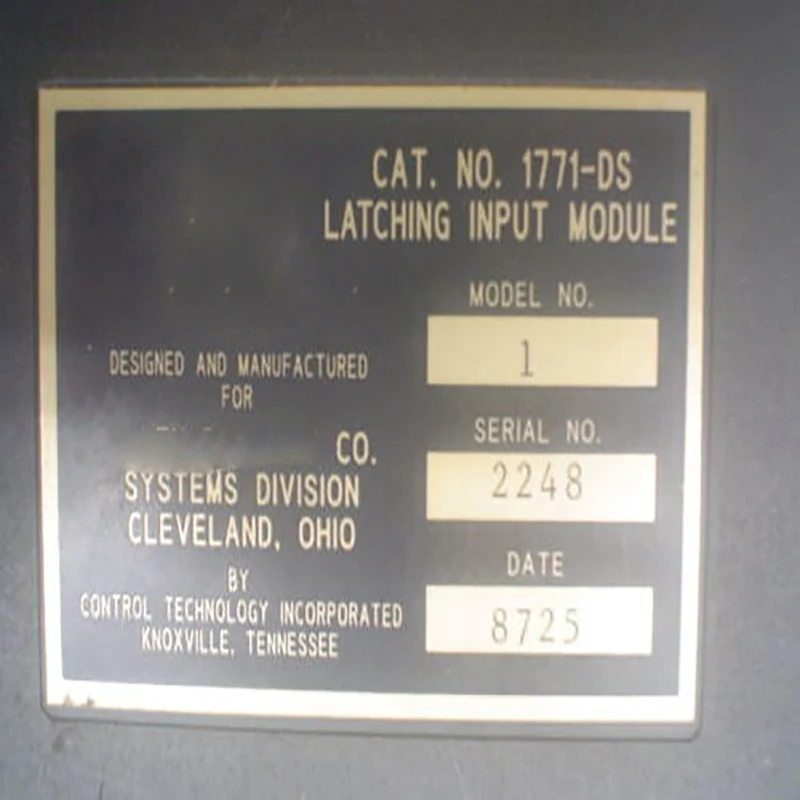 CAT. NO. 1771-DS
LATCHING INPUT MODULE
MODEL NO.
1
DESIGNED AND MANUFACTURED
FOR
CO.
SYSTEMS DIVISION
CLEVELAND, OHIO
BY
CONTROL TECHNOLOGY INCORPORATED
KNOXVILLE, TENNESSEE
SERIAL NO.
2248
DATE
8725